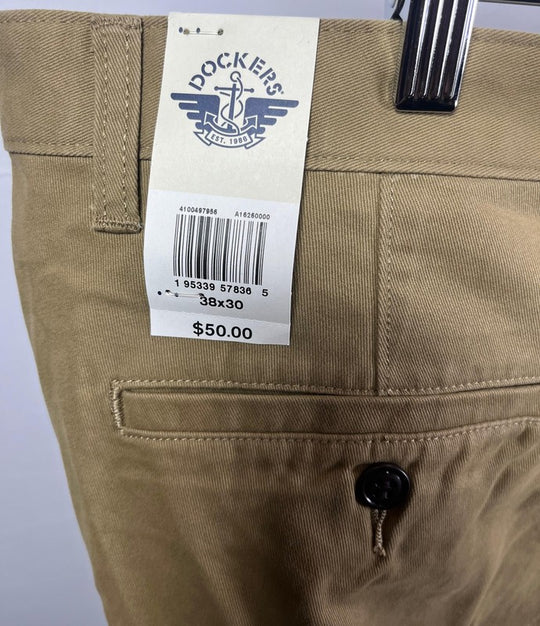 DOCKERS
EST. 1986
4100497956 A16260000
1 95339 57836 5
38x30
$50.00